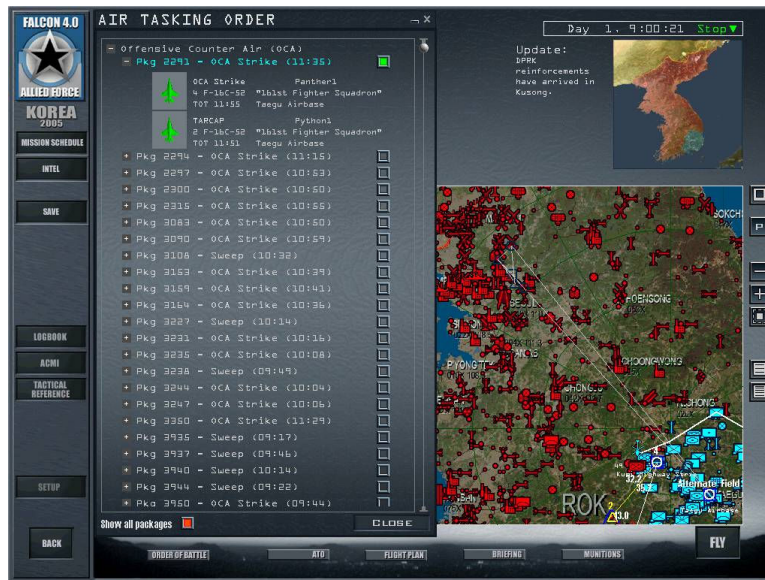 FALCON 4.0
ALLIED FORCE
KOREA
2005
MISSION SCHEDULE
INTEL
SAVE
LOGBOOK
ACMI
TACTICAL
REFERENCE
SETUP
BACK
AIR TASKING ORDER
Offensive Counter Air (OCA)
Pkg 2291 - OCA Strike (11:35)
OCA Strike Panther1
4 F-16C-52 "161st Fighter Squadron"
TOT 11:55 Taegu Airbase
TARCAP Python1
2 F-16C-52 "161st Fighter Squadron"
TOT 11:51 Taegu Airbase
Pkg 2294 - OCA Strike (11:15)
Pkg 2297 - OCA Strike (10:53)
Pkg 2300 - OCA Strike (10:50)
Pkg 2315 - OCA Strike (10:55)
Pkg 3083 - OCA Strike (10:50)
Pkg 3090 - OCA Strike (10:59)
Pkg 3108 - Sweep (10:32)
Pkg 3153 - OCA Strike (10:39)
Pkg 3159 - OCA Strike (10:41)
Pkg 3164 - OCA Strike (10:36)
Pkg 3227 - Sweep (10:14)
Pkg 3231 - OCA Strike (10:16)
Pkg 3235 - OCA Strike (10:08)
Pkg 3238 - Sweep (09:49)
Pkg 3244 - OCA Strike (10:04)
Pkg 3247 - OCA Strike (10:06)
Pkg 3350 - OCA Strike (11:29)
Pkg 3935 - Sweep (09:17)
Pkg 3937 - Sweep (09:46)
Pkg 3940 - Sweep (10:14)
Pkg 3944 - Sweep (09:22)
Pkg 3950 - OCA Strike (09:44)
Show all packages
CLOSE
Day 1, 9:00:21 Stop
Update:
DPRK
reinforcements
have arrived in
Kusong.
SOKCH
HOENGSONG
CHOONGWONG
P
Alternate Field
32.2
ROK
2
43.0
4
ORDER OF BATTLE
ATO
FLIGHT PLAN
BRIEFING
MUNITIONS
FLY